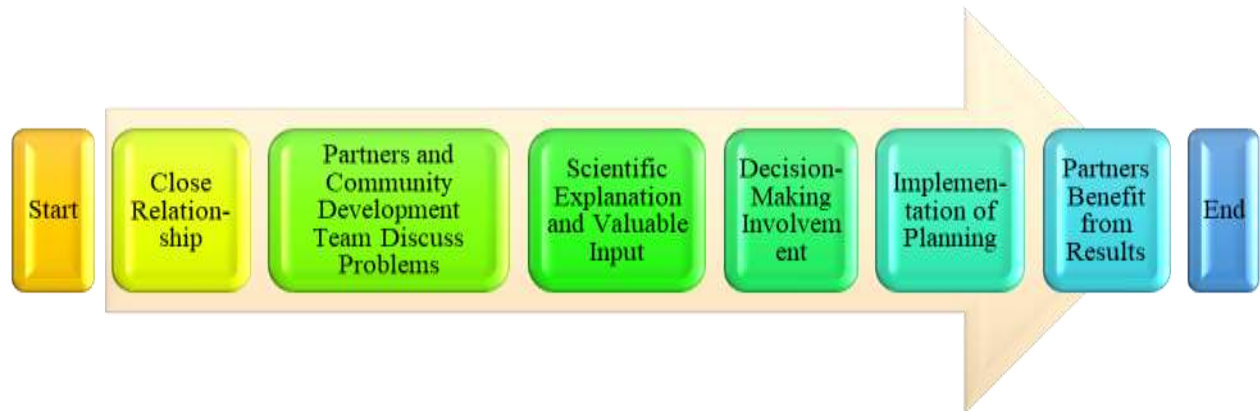 Start
Close
Relation-
ship
Partners and
Community
Development
Team Discuss
Problems
Scientific
Explanation
and Valuable
Input
Decision-
Making
Involvem
ent
Implemen-
tation of
Planning
Partners
Benefit
from
Results
End